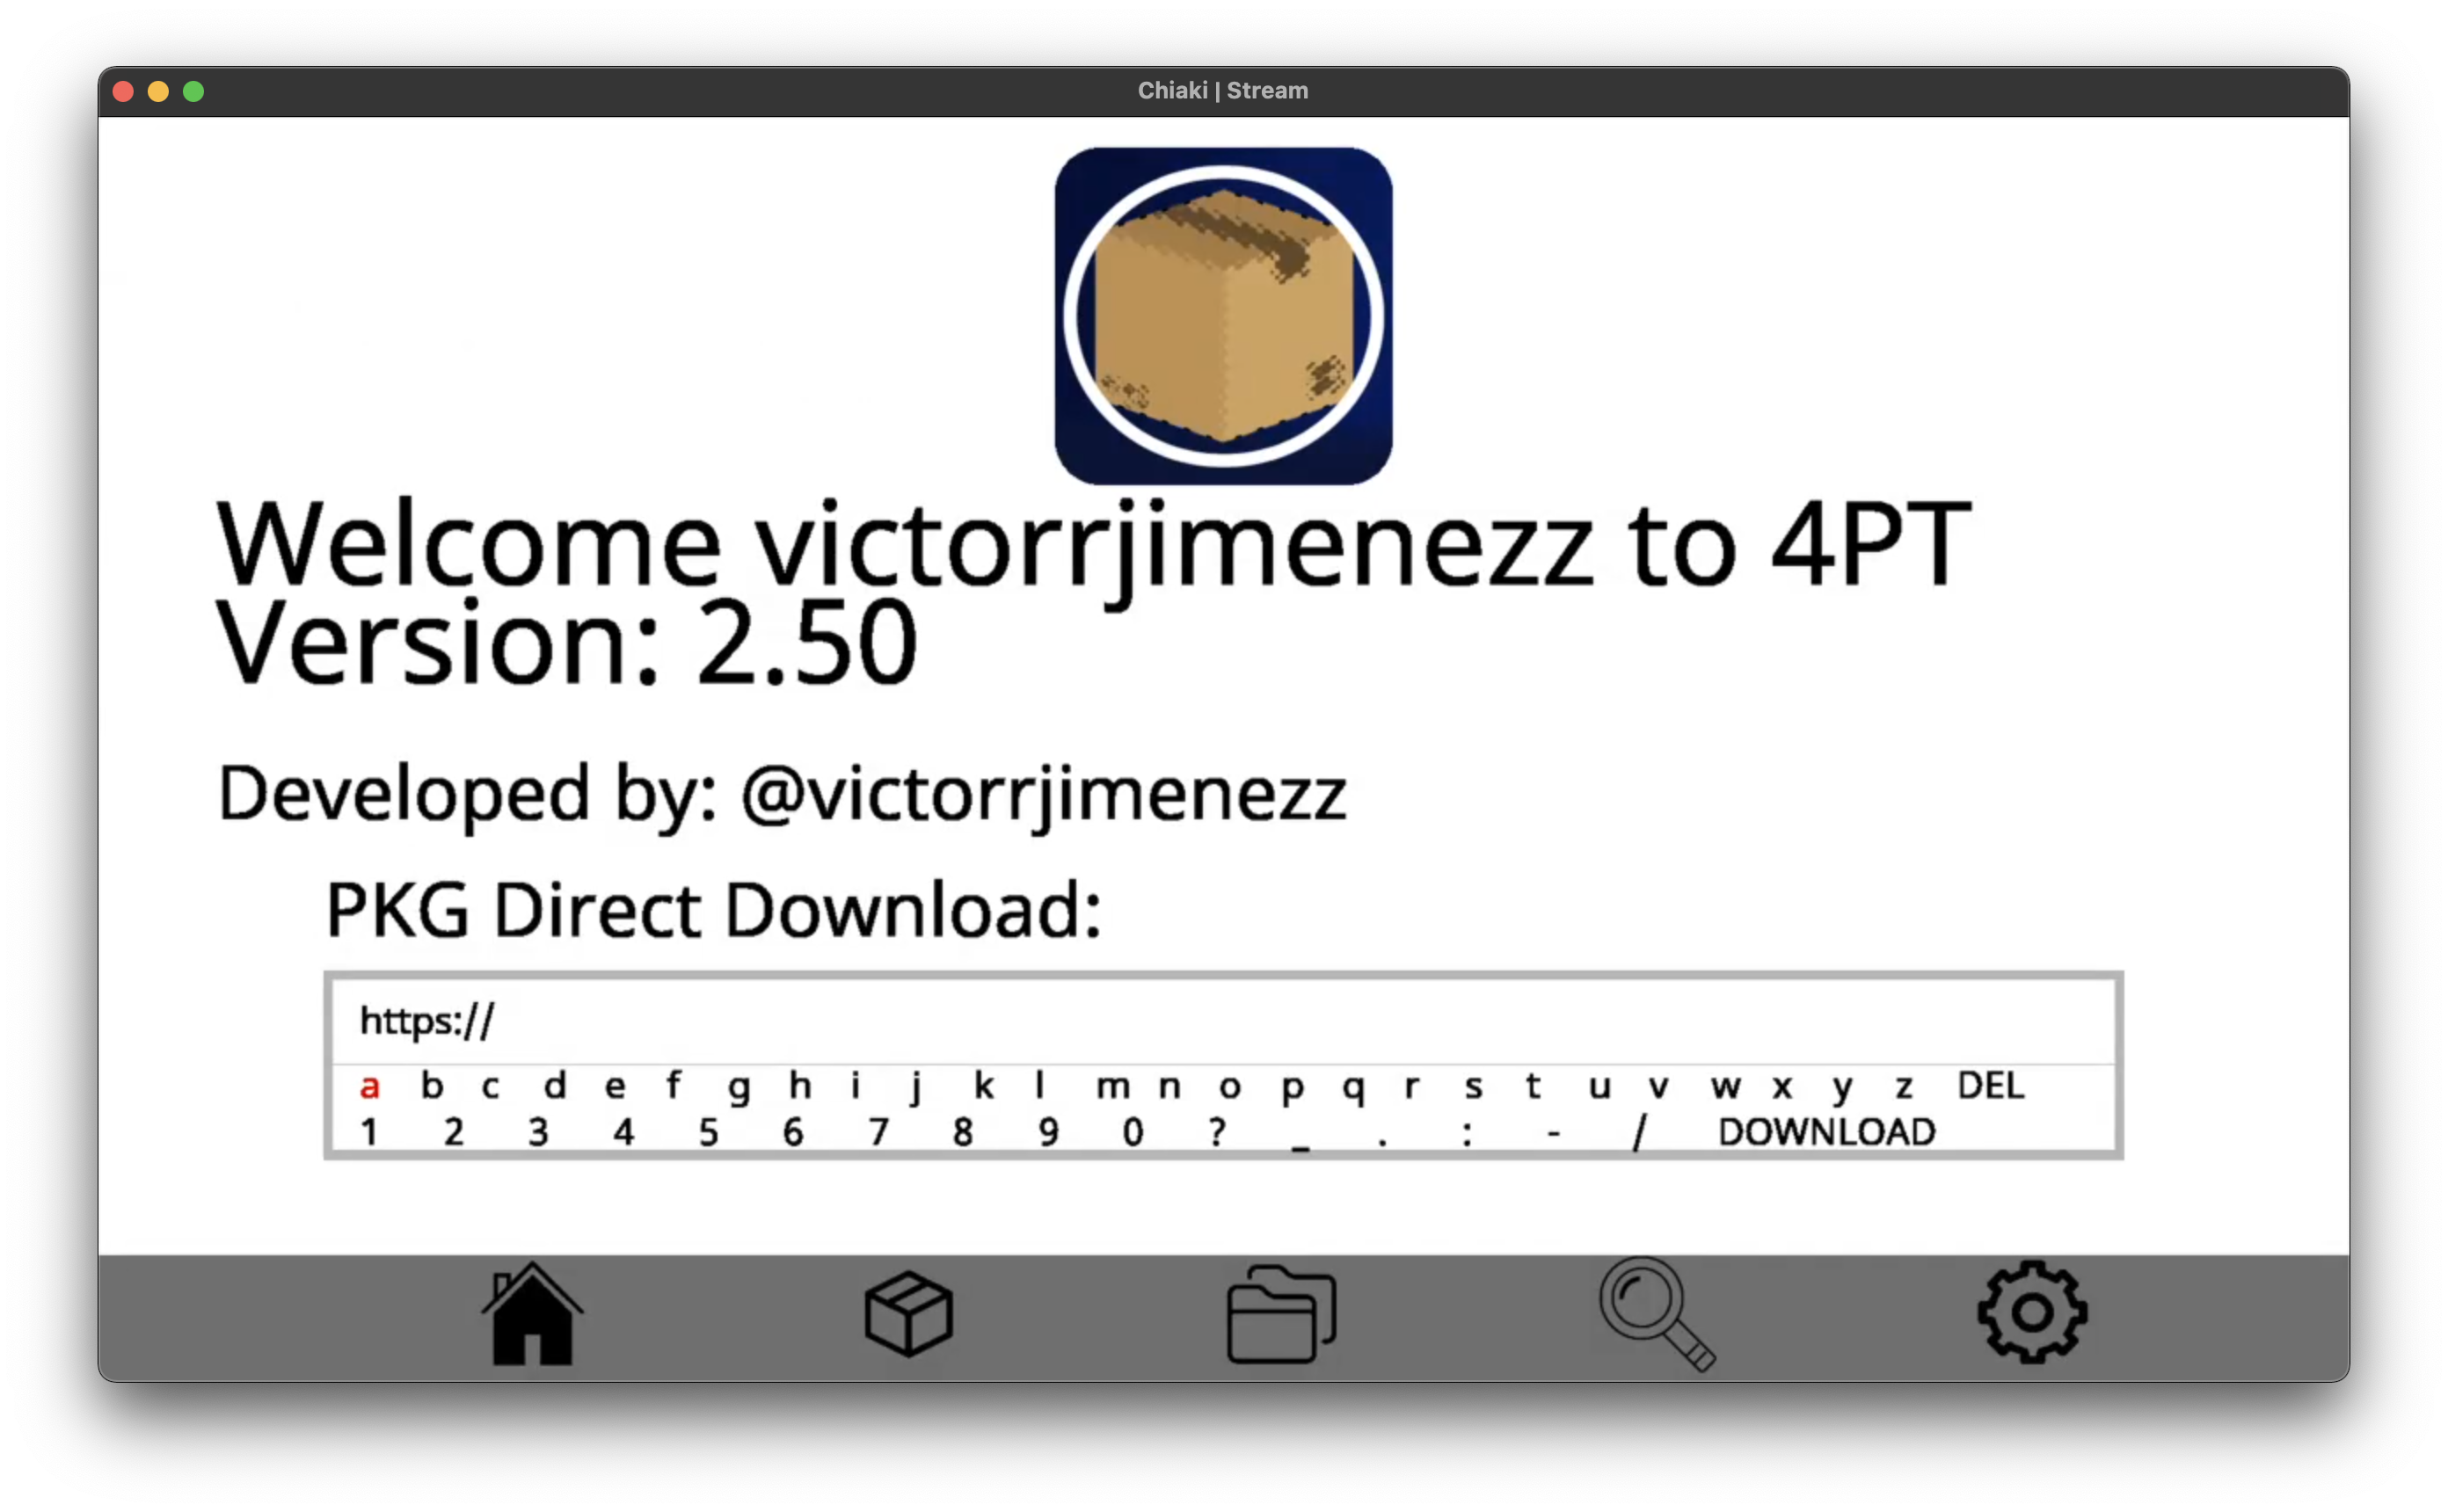 Chiaki | Stream
Welcome victorrjimenezz to 4PT
Version: 2.50
Developed by: @victorrjimenezz
PKG Direct Download:
https://
a b c d e f g h i j k l m n o p q r s t u v w x y z DEL
1 2 3 4 5 6 7 8 9 0 ? _ . : - / DOWNLOAD